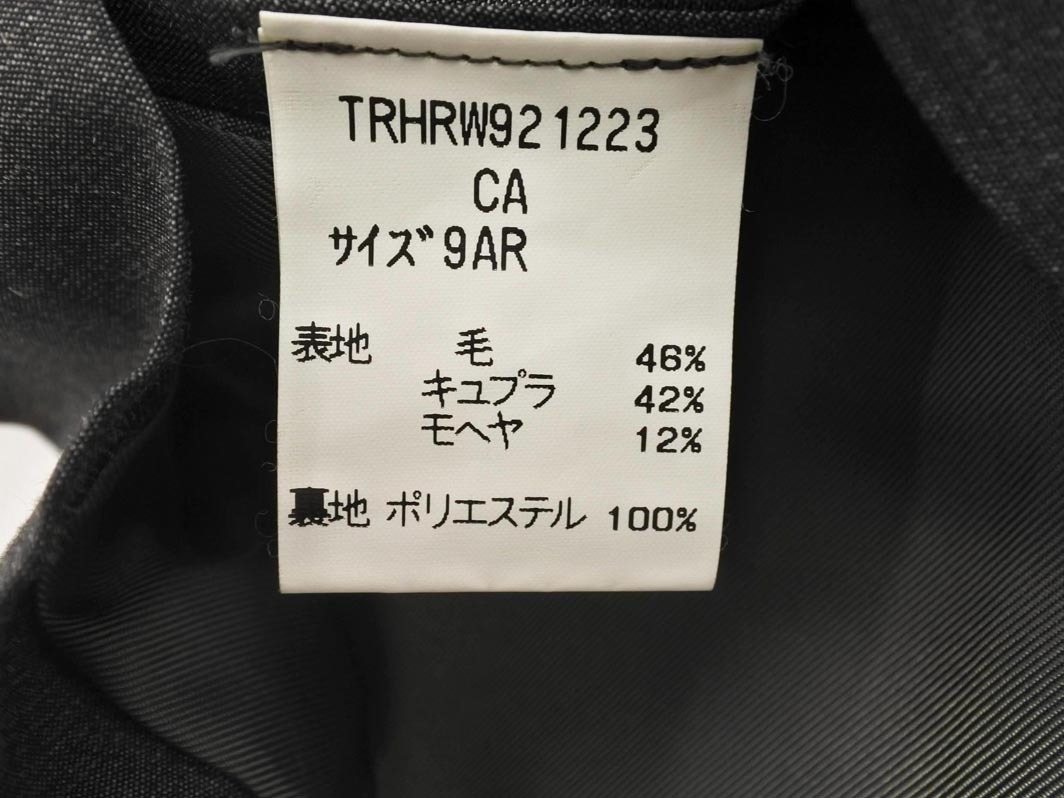 TRHRW921223
CA
サイズ 9AR
表地 毛 46%
キュプラ 42%
モヘヤ 12%
裏地 ポリエステル 100%